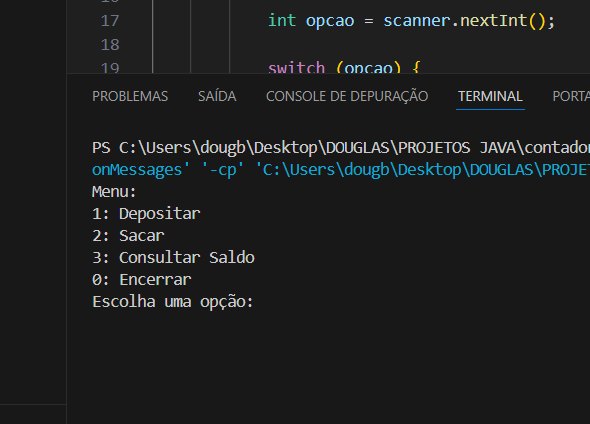 17 int opcao = scanner.nextInt();
18
19 switch (opcao) {
PROBLEMAS SAÍDA CONSOLE DE DEPURAÇÃO TERMINAL PORTA
PS C:\Users\dougb\Desktop\DOUGLAS\PROJETOS JAVA\contador
onMessages' '-cp' 'C:\Users\dougb\Desktop\DOUGLAS\PROJET
Menu:
1: Depositar
2: Sacar
3: Consultar Saldo
0: Encerrar
Escolha uma opção: